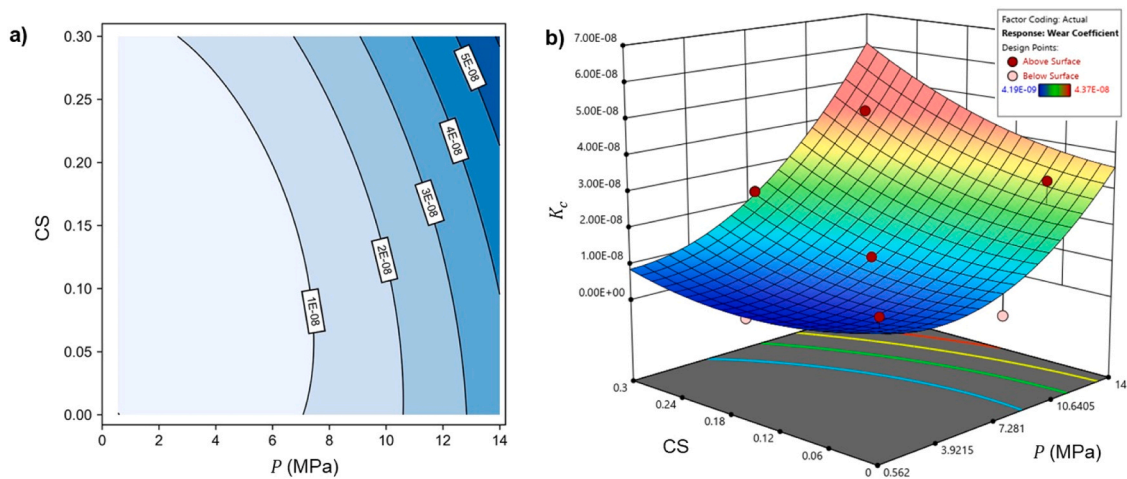 a)
0.30
0.25
0.20
0.15
0.10
0.05
0.00
CS
5E-08
4E-08
3E-08
2E-08
1E-08
0 2 4 6 8 10 12 14
P (MPa)
b)
7.00E-08
6.00E-08
5.00E-08
4.00E-08
3.00E-08
2.00E-08
1.00E-08
0.00E+00
Kc
Factor Coding: Actual
Response: Wear Coefficient
Design Points:
Above Surface
Below Surface
4.19E-09 4.37E-08
0.3
0.24
0.18
0.12
0.06
0
CS
0.562
3.9215
7.281
10.6405
14
P (MPa)